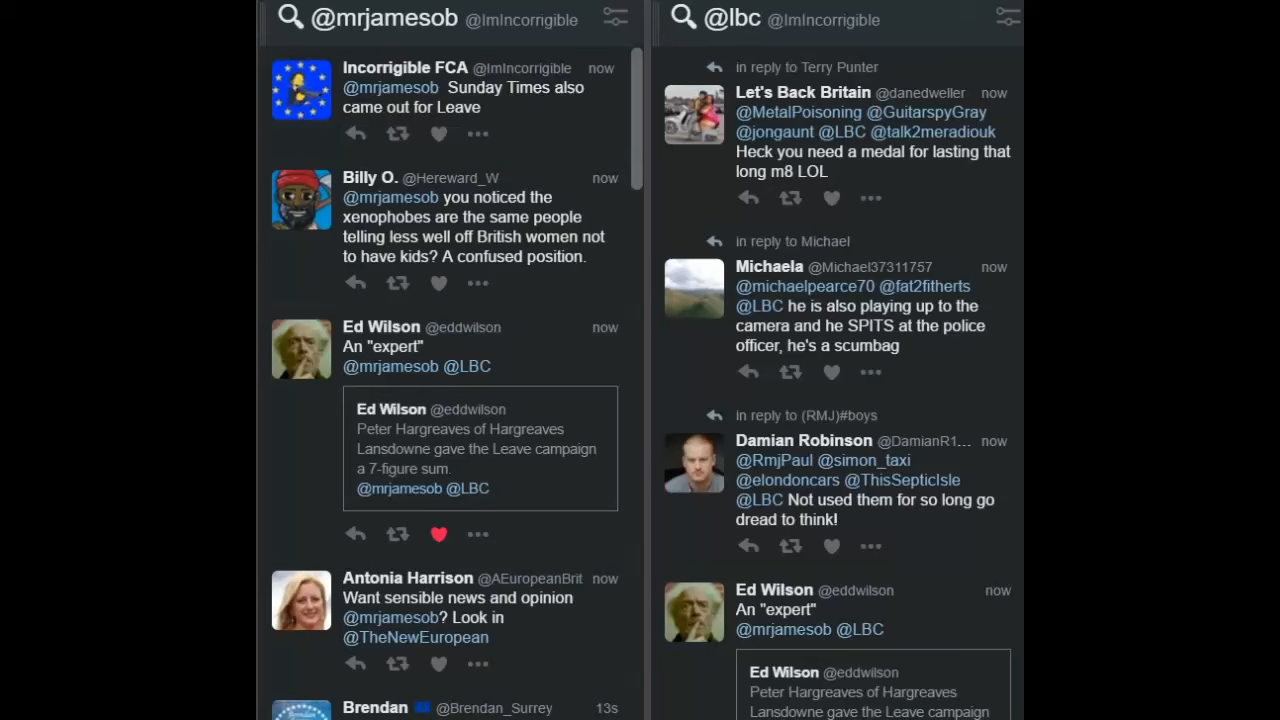 @mrjamesob @ImIncorrigible
Incorrigible FCA @ImIncorrigible now
@mrjamesob Sunday Times also
came out for Leave
Billy O. @Hereward_W now
@mrjamesob you noticed the
xenophobes are the same people
telling less well off British women not
to have kids? A confused position.
Ed Wilson @eddwilson now
An "expert"
@mrjamesob @LBC
Ed Wilson @eddwilson
Peter Hargreaves of Hargreaves
Lansdowne gave the Leave campaign
a 7-figure sum.
@mrjamesob @LBC
Antonia Harrison @AEuropeanBrit now
Want sensible news and opinion
@mrjamesob? Look in
@TheNewEuropean
Brendan @Brendan_Surrey 13s
@lbc @ImIncorrigible
in reply to Terry Punter
Let's Back Britain @danedweller now
@MetalPoisoning @GuitarspyGray
@jongaunt @LBC @talk2meradiouk
Heck you need a medal for lasting that
long m8 LOL
in reply to Michael
Michaela @Michael37311757 now
@michaelpearce70 @fat2fitherts
@LBC he is also playing up to the
camera and he SPITS at the police
officer, he's a scumbag
in reply to (RMJ)#boys
Damian Robinson @DamianR1... now
@RmjPaul @simon_taxi
@elondoncars @ThisSepticIsle
@LBC Not used them for so long go
dread to think!
Ed Wilson @eddwilson now
An "expert"
@mrjamesob @LBC
Ed Wilson @eddwilson
Peter Hargreaves of Hargreaves
Lansdowne gave the Leave campaign